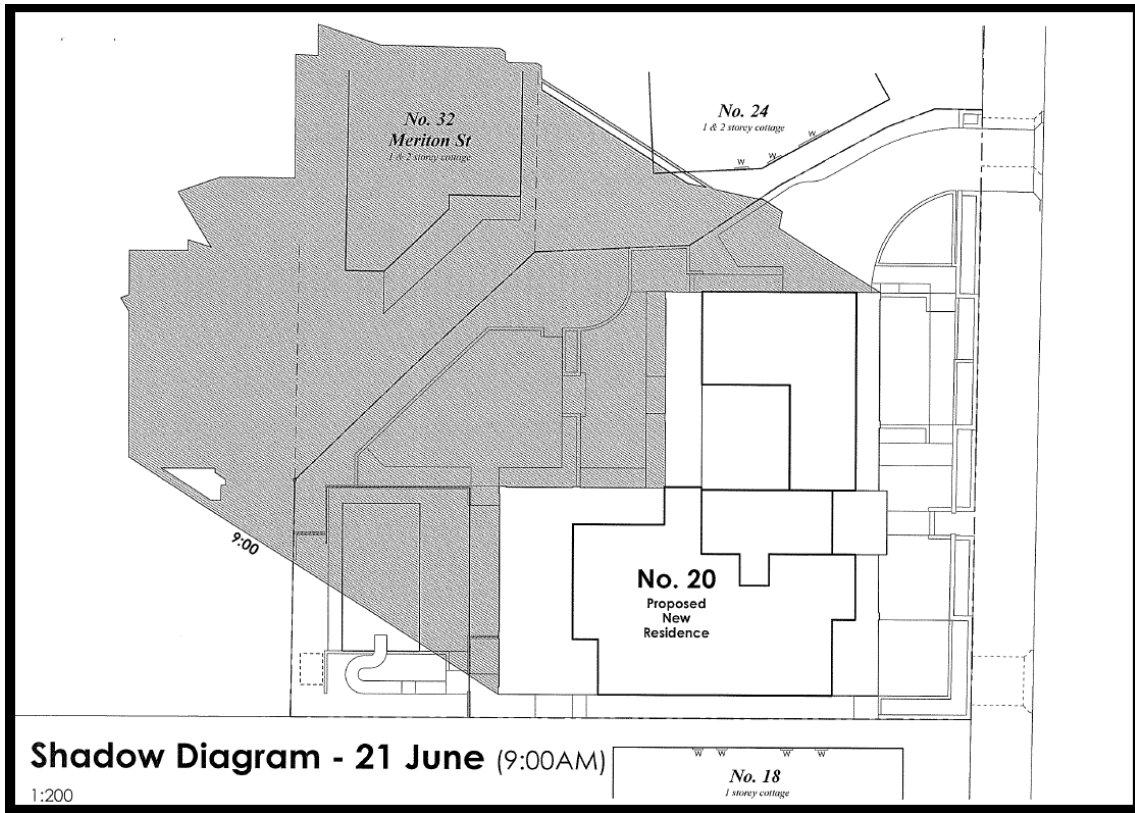 No. 32
Meriton St
1 & 2 storey cottage
No. 24
1 & 2 storey cottage
W
W
W
9:00
No. 20
Proposed
New
Residence
Shadow Diagram - 21 June (9:00AM)
1:200
W
W
W
W
No. 18
1 storey cottage